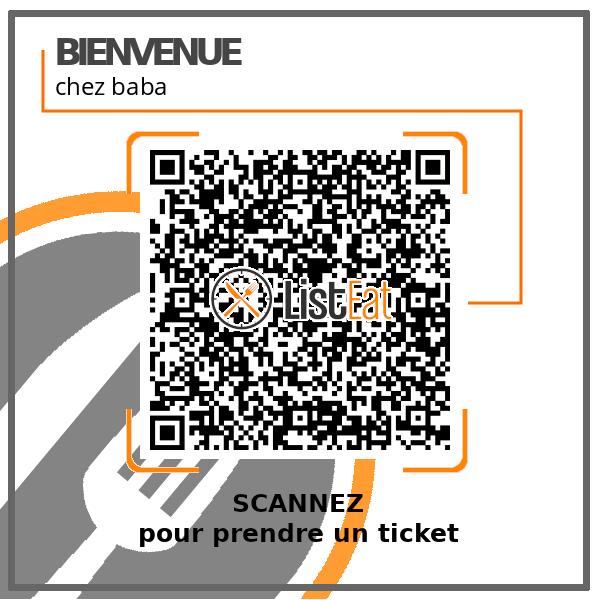 BIENVENUE
chez baba
ListEat
SCANNEZ
pour prendre un ticket